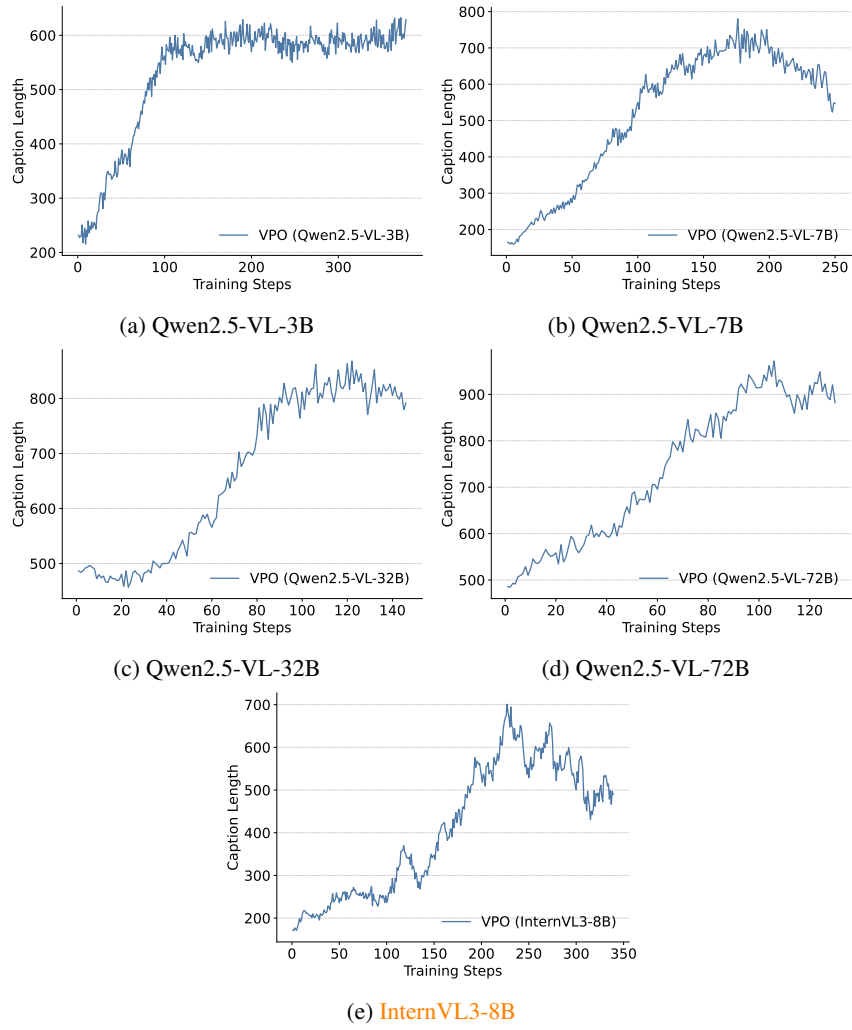 600
500
400
300
200
Caption Length
VPO (Qwen2.5-VL-3B)
0 100 200 300
Training Steps
(a) Qwen2.5-VL-3B
800
700
600
500
400
300
200
Caption Length
VPO (Qwen2.5-VL-7B)
0 50 100 150 200 250
Training Steps
(b) Qwen2.5-VL-7B
800
700
600
500
Caption Length
VPO (Qwen2.5-VL-32B)
0 20 40 60 80 100 120 140
Training Steps
(c) Qwen2.5-VL-32B
900
800
700
600
500
Caption Length
VPO (Qwen2.5-VL-72B)
0 20 40 60 80 100 120
Training Steps
(d) Qwen2.5-VL-72B
700
600
500
400
300
200
Caption Length
VPO (InternVL3-8B)
0 50 100 150 200 250 300 350
Training Steps
(e) InternVL3-8B